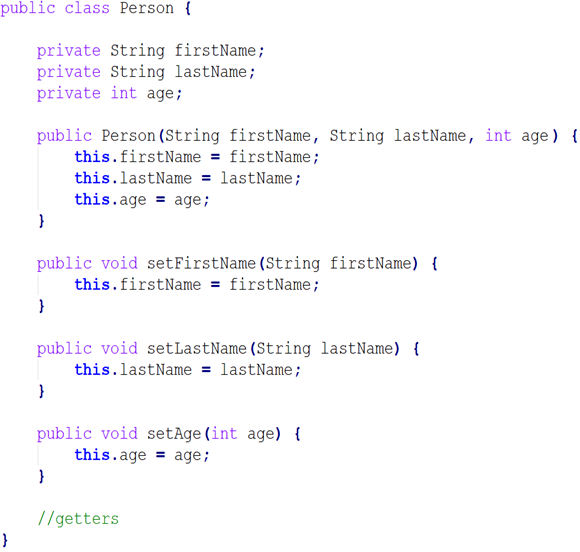 public class Person {
private String firstName;
private String lastName;
private int age;
public Person(String firstName, String lastName, int age) {
this.firstName = firstName;
this.lastName = lastName;
this.age = age;
}
public void setFirstName(String firstName) {
this.firstName = firstName;
}
public void setLastName(String lastName) {
this.lastName = lastName;
}
public void setAge(int age) {
this.age = age;
}
//getters
}